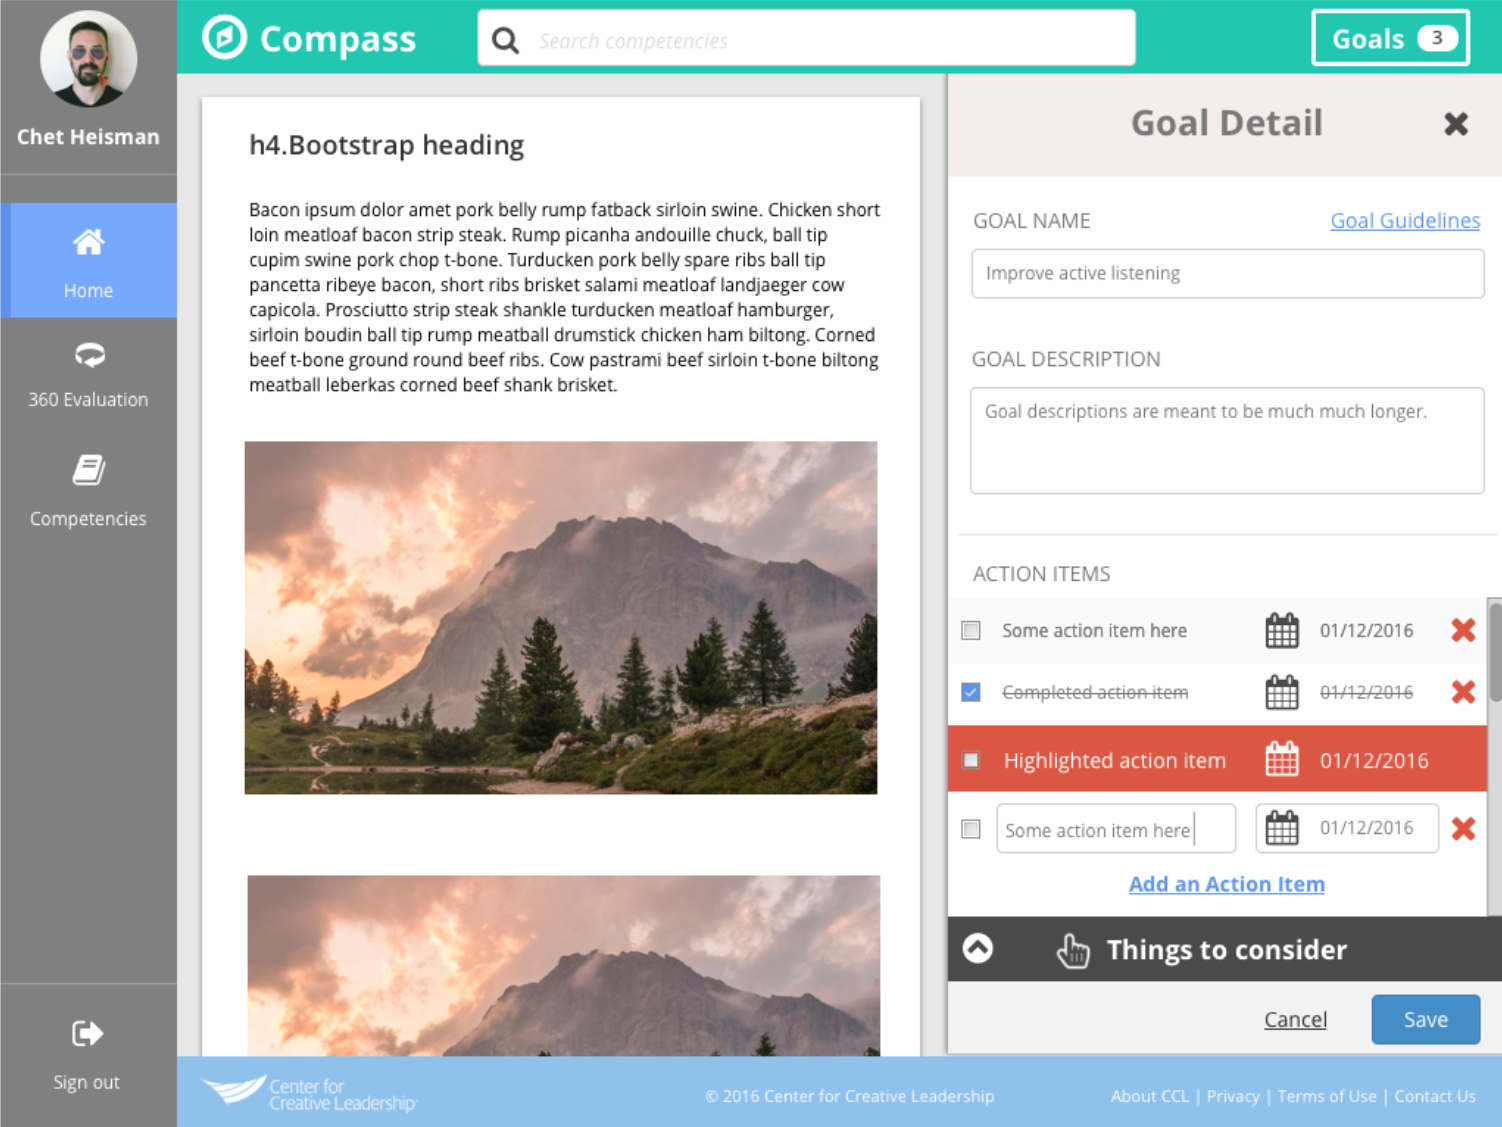 Chet Heisman
Home
360 Evaluation
Competencies
Sign out
Compass
Search competencies
Goals 3
h4.Bootstrap heading
Bacon ipsum dolor amet pork belly rump fatback sirloin swine. Chicken short
loin meatloaf bacon strip steak. Rump picanha andouille chuck, ball tip
cupim swine pork chop t-bone. Turducken pork belly spare ribs ball tip
pancetta ribeye bacon, short ribs brisket salami meatloaf landjaeger cow
capicola. Prosciutto strip steak shankle turducken meatloaf hamburger,
sirloin boudin ball tip rump meatball drumstick chicken ham biltong. Corned
beef t-bone ground round beef ribs. Cow pastrami beef sirloin t-bone biltong
meatball leberkas corned beef shank brisket.
Goal Detail
GOAL NAME Goal Guidelines
Improve active listening
GOAL DESCRIPTION
Goal descriptions are meant to be much much longer.
ACTION ITEMS
Some action item here 01/12/2016
Completed action item 01/12/2016
Highlighted action item 01/12/2016
Some action item here 01/12/2016
Add an Action Item
Things to consider
Cancel Save
Center for
Creative Leadership
© 2016 Center for Creative Leadership
About CCL | Privacy | Terms of Use | Contact Us